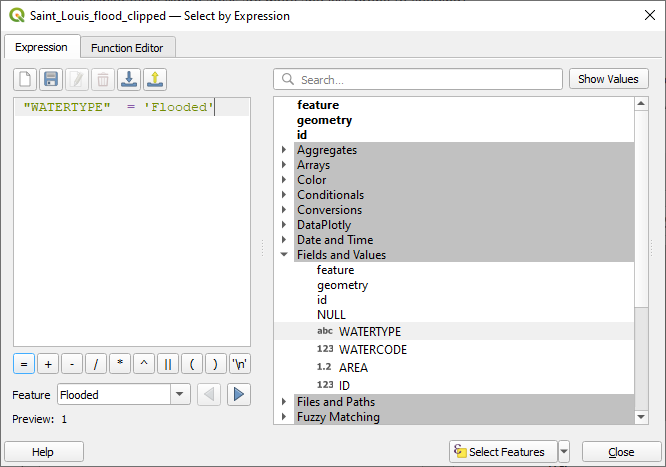 Saint_Louis_flood_clipped — Select by Expression
Expression
Function Editor
Search...
Show Values
"WATERTYPE"  = 'Flooded'
feature
geometry
id
Aggregates
Arrays
Color
Conditionals
Conversions
DataPlotly
Date and Time
Fields and Values
feature
geometry
id
NULL
abc WATERTYPE
123 WATERCODE
1.2 AREA
123 ID
Files and Paths
Fuzzy Matching
= + - / * ^ || ( ) '\n'
Feature Flooded
Preview: 1
Help
Select Features
Close